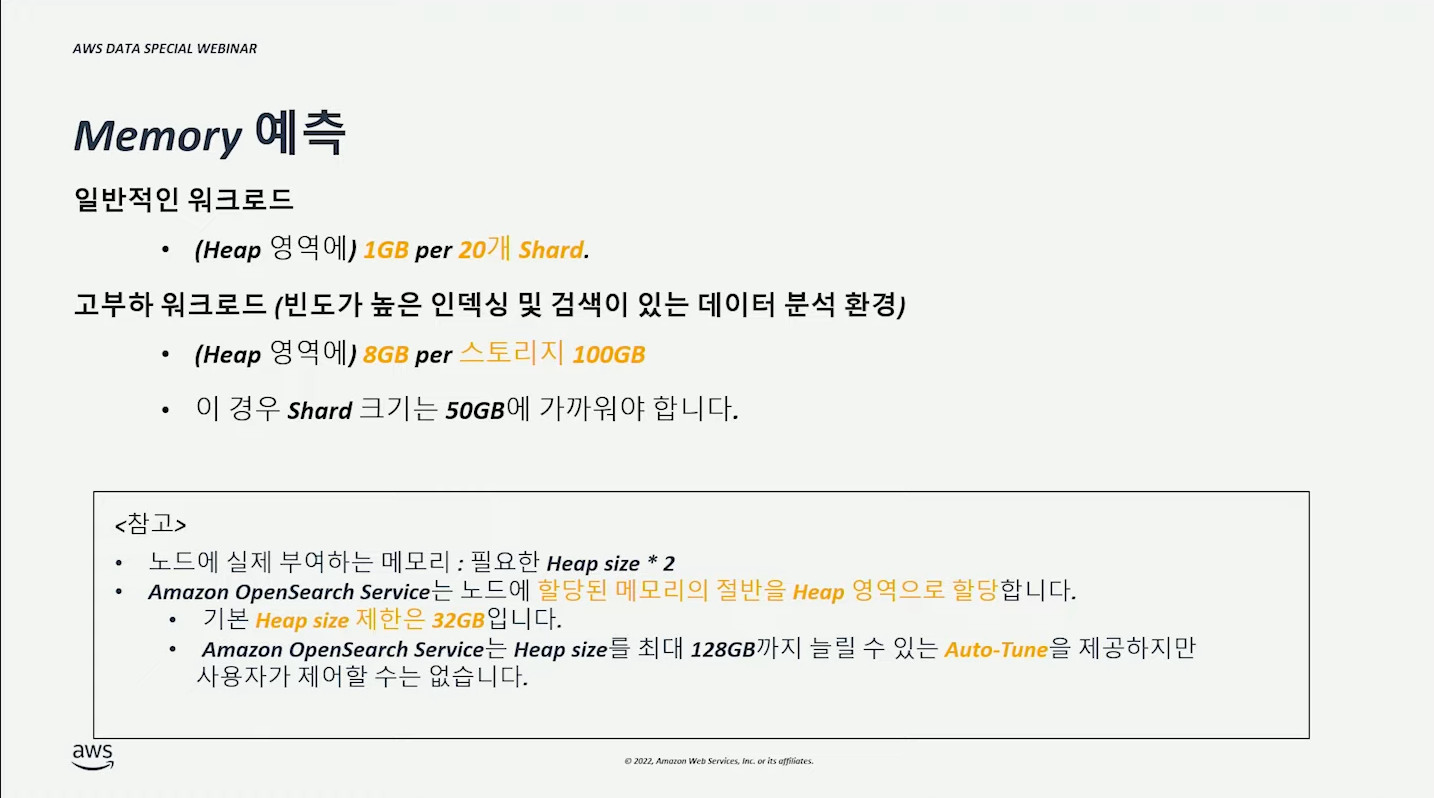 AWS DATA SPECIAL WEBINAR
Memory 예측
일반적인 워크로드
• (Heap 영역에) 1GB per 20개 Shard.
고부하 워크로드 (빈도가 높은 인덱싱 및 검색이 있는 데이터 분석 환경)
• (Heap 영역에) 8GB per 스토리지 100GB
• 이 경우 Shard 크기는 50GB에 가까워야 합니다.
<참고>
• 노드에 실제 부여하는 메모리 : 필요한 Heap size * 2
• Amazon OpenSearch Service는 노드에 할당된 메모리의 절반을 Heap 영역으로 할당합니다.
• 기본 Heap size 제한은 32GB입니다.
• Amazon OpenSearch Service는 Heap size를 최대 128GB까지 늘릴 수 있는 Auto-Tune을 제공하지만
사용자가 제어할 수는 없습니다.
aws
© 2022, Amazon Web Services, Inc. or its affiliates.